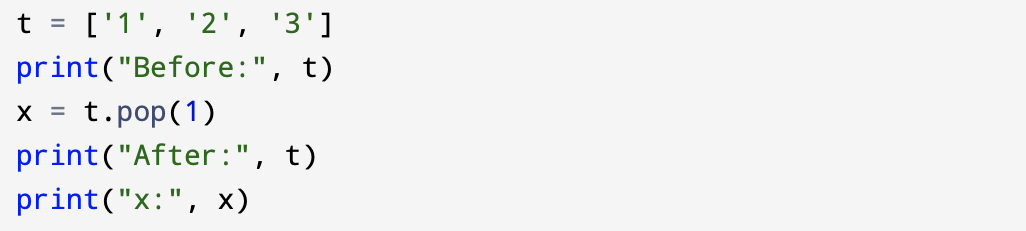 t = ['1', '2', '3']
print("Before:", t)
x = t.pop(1)
print("After:", t)
print("x:", x)